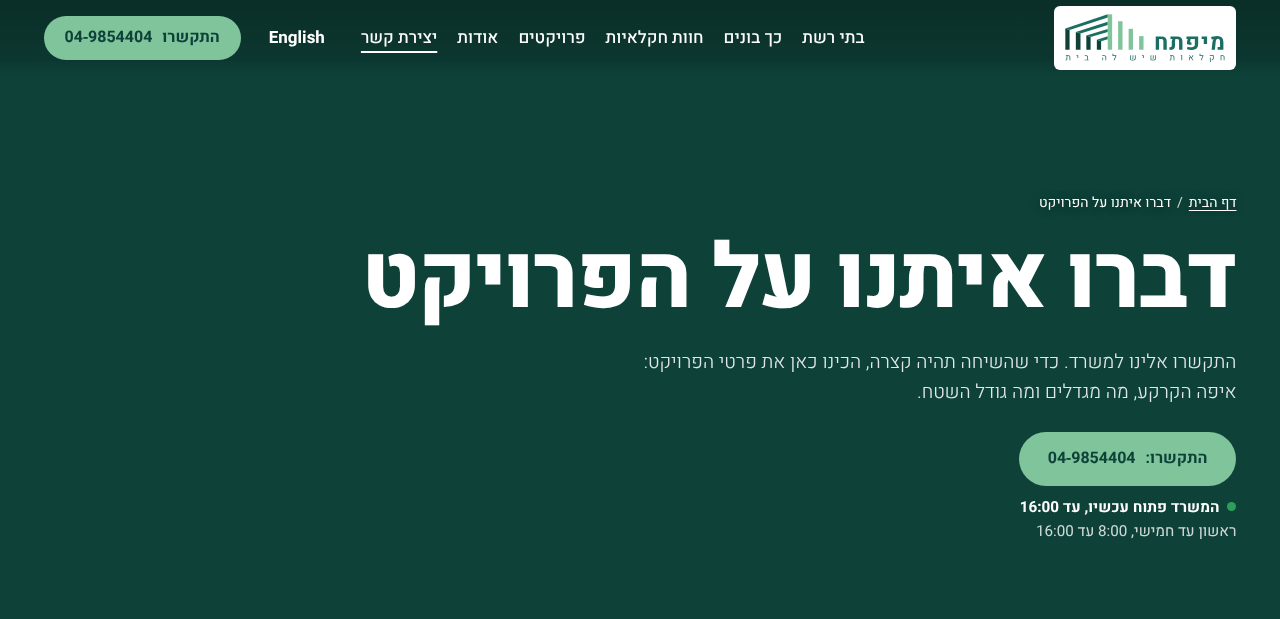 מיפתח
חקלאות שיש לה בית
בתי רשת
כך בונים
חוות חקלאיות
פרויקטים
אודות
יצירת קשר
English
התקשרו 04-9854404
דף הבית / דברו איתנו על הפרויקט
דברו איתנו על הפרויקט
התקשרו אלינו למשרד. כדי שהשיחה תהיה קצרה, הכינו כאן את פרטי הפרויקט:
איפה הקרקע, מה מגדלים ומה גודל השטח.
התקשרו: 04-9854404
המשרד פתוח עכשיו, עד 16:00
ראשון עד חמישי, 8:00 עד 16:00